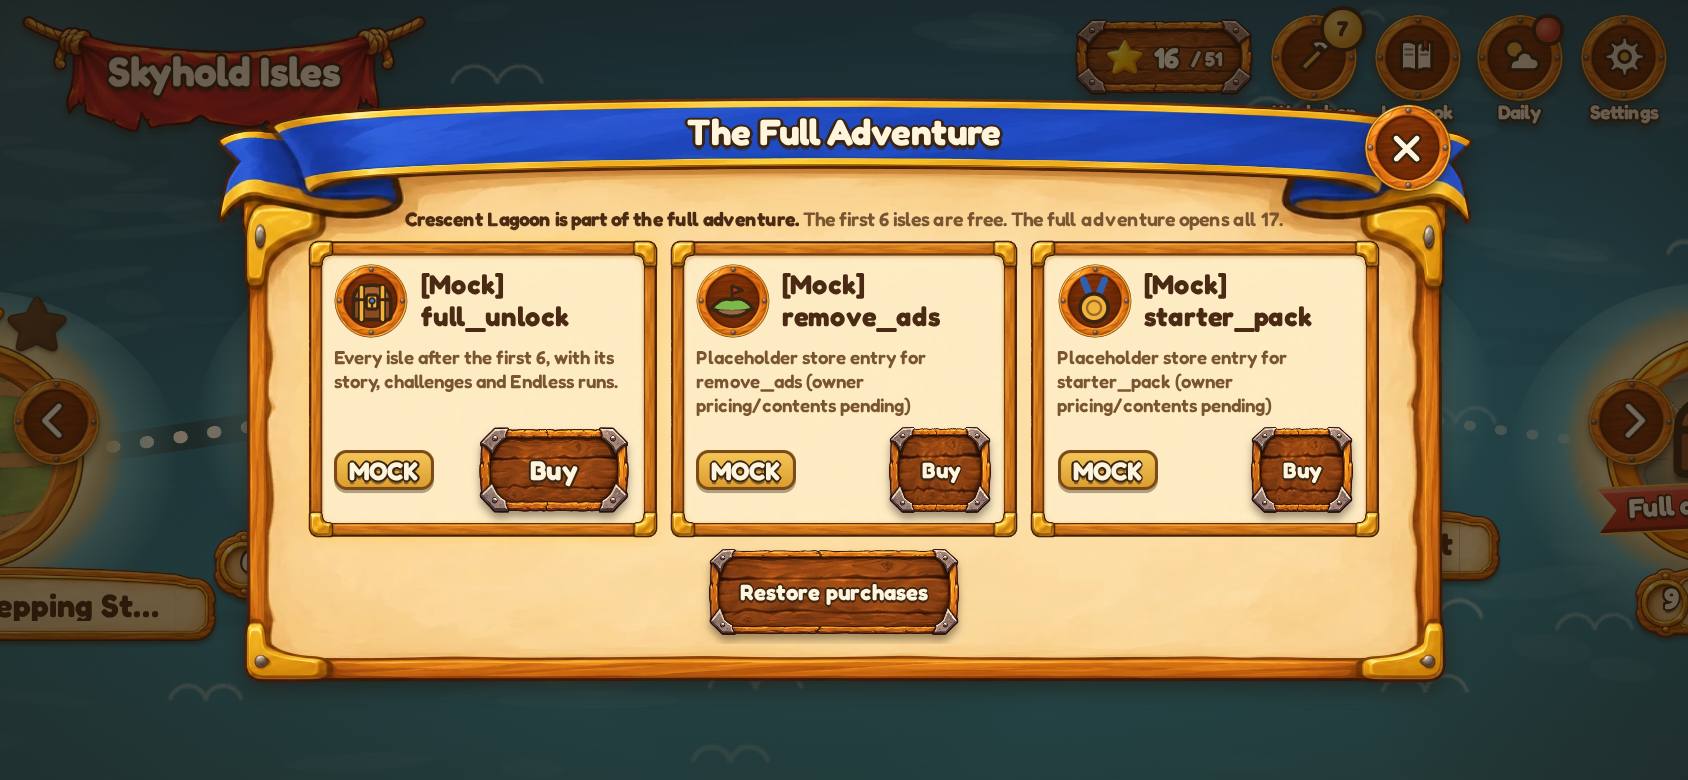 Skyhold Isles
16 /51
7
Daily
Settings
The Full Adventure
Crescent Lagoon is part of the full adventure. The first 6 isles are free. The full adventure opens all 17.
[Mock]
full_unlock
Every isle after the first 6, with its
story, challenges and Endless runs.
MOCK
Buy
[Mock]
remove_ads
Placeholder store entry for
remove_ads (owner
pricing/contents pending)
MOCK
Buy
[Mock]
starter_pack
Placeholder store entry for
starter_pack (owner
pricing/contents pending)
MOCK
Buy
Restore purchases
epping St...
Full
9